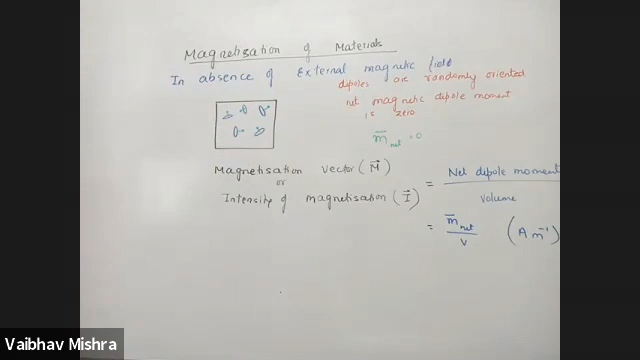 Magnetization of Materials
In absence of External magnetic field
dipoles are randomly oriented
net magnetic dipole moment
is zero
m̄ net = 0
Magnetisation vector (M⃗) = Net dipole moment / volume
or
Intensity of magnetisation (I⃗)
= m̄ net / V (A m⁻¹)
Vaibhav Mishra